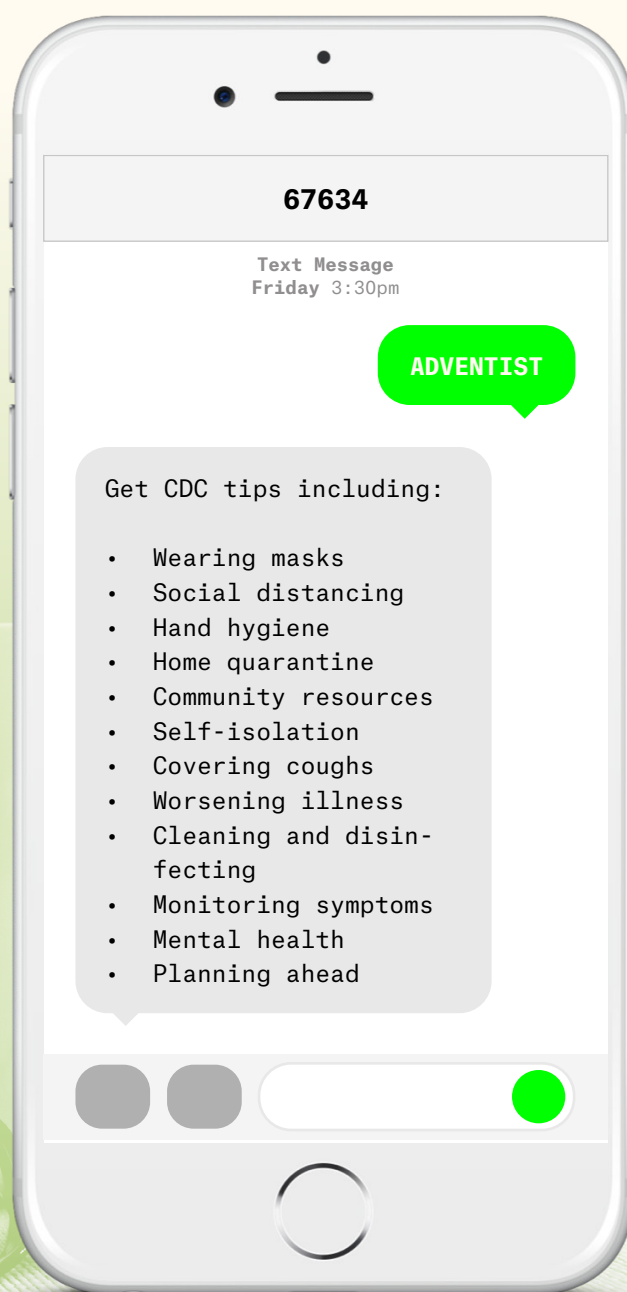 67634
Text Message
Friday 3:30pm
ADVENTIST
Get CDC tips including:
• Wearing masks
• Social distancing
• Hand hygiene
• Home quarantine
• Community resources
• Self-isolation
• Covering coughs
• Worsening illness
• Cleaning and disin-
fecting
• Monitoring symptoms
• Mental health
• Planning ahead